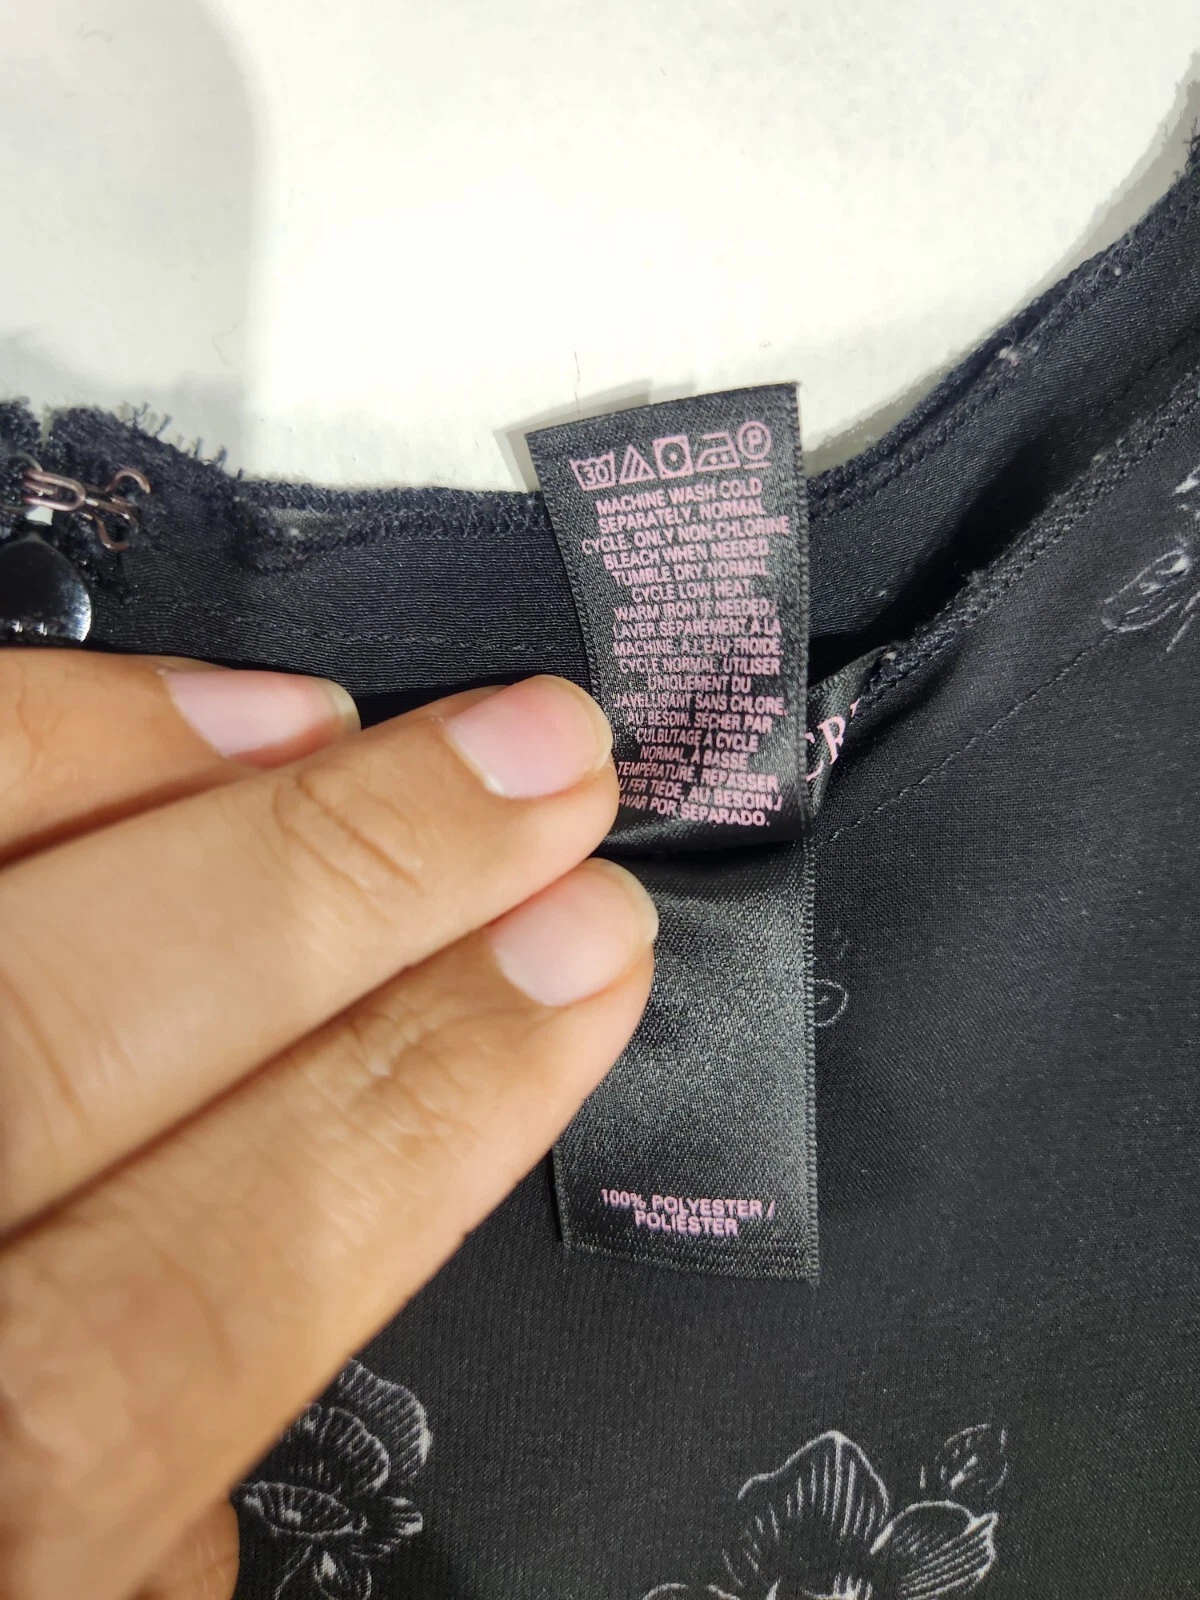 30 P
MACHINE WASH COLD
SEPARATELY. NORMAL
CYCLE. ONLY NON-CHLORINE
BLEACH WHEN NEEDED.
TUMBLE DRY NORMAL
CYCLE LOW HEAT.
WARM IRON IF NEEDED./
LAVER SÉPARÉMENT À LA
MACHINE, À L'EAU FROIDE.
CYCLE NORMAL. UTILISER
UNIQUEMENT DU
JAVELLISANT SANS CHLORE,
AU BESOIN. SÉCHER PAR
CULBUTAGE À CYCLE
NORMAL, À BASSE
TEMPÉRATURE. REPASSER
U FER TIÈDE, AU BESOIN./
AVAR POR SEPARADO.
100% POLYESTER/
POLIÉSTER